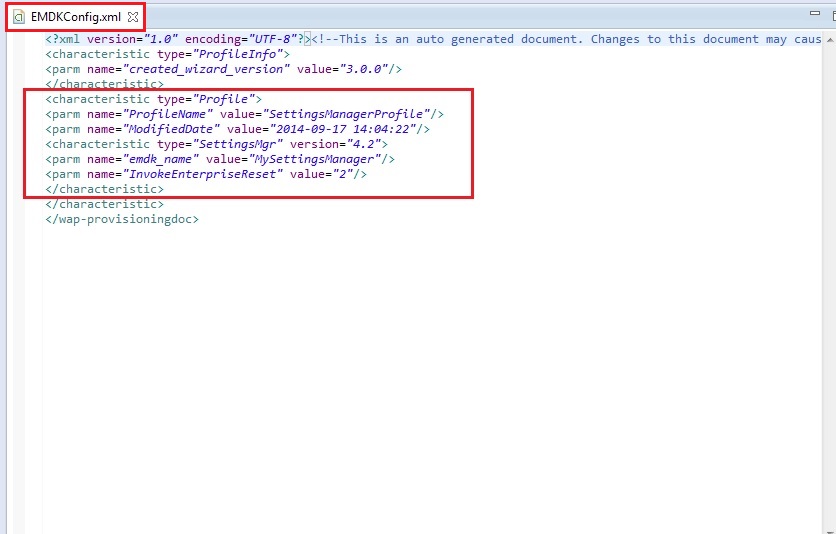 EMDKConfig.xml
<?xml version="1.0" encoding="UTF-8"?><!--This is an auto generated document. Changes to this document may caus
<characteristic type="ProfileInfo">
<parm name="created_wizard_version" value="3.0.0"/>
</characteristic>
<characteristic type="Profile">
<parm name="ProfileName" value="SettingsManagerProfile"/>
<parm name="ModifiedDate" value="2014-09-17 14:04:22"/>
<characteristic type="SettingsMgr" version="4.2">
<parm name="emdk_name" value="MySettingsManager"/>
<parm name="InvokeEnterpriseReset" value="2"/>
</characteristic>
</characteristic>
</wap-provisioningdoc>